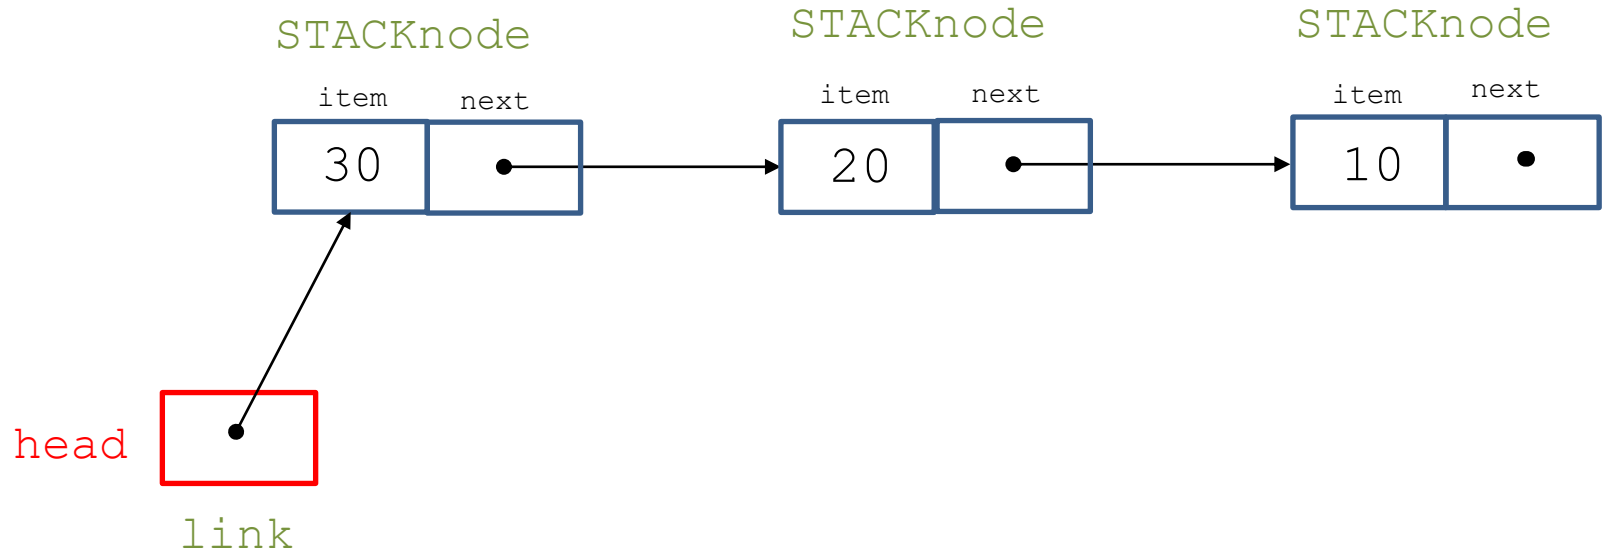 STACKnode STACKnode STACKnode
item next item next item next
30 20 10
head
link